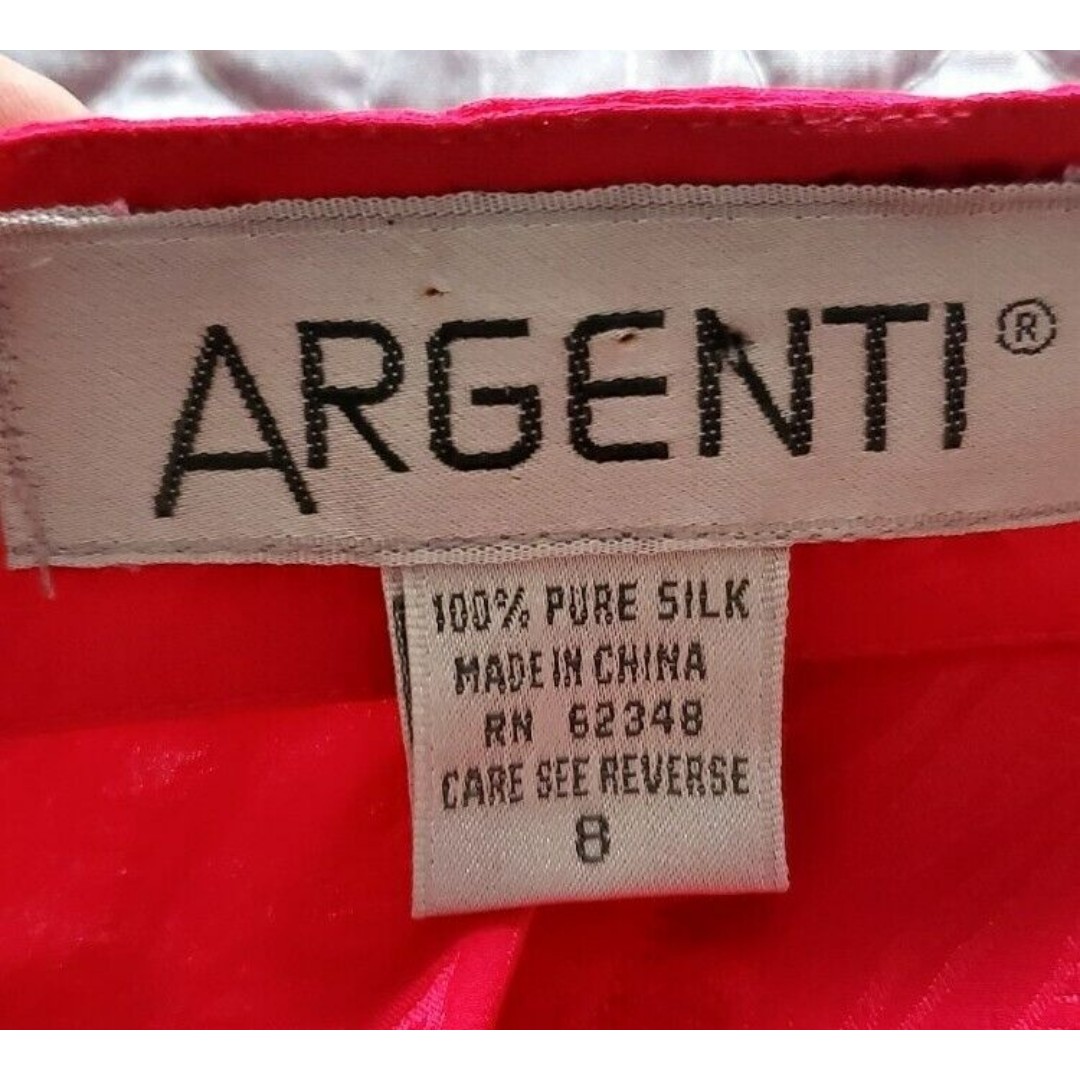 ARGENTI®
100% PURE SILK
MADE IN CHINA
RN 62348
CARE SEE REVERSE
8